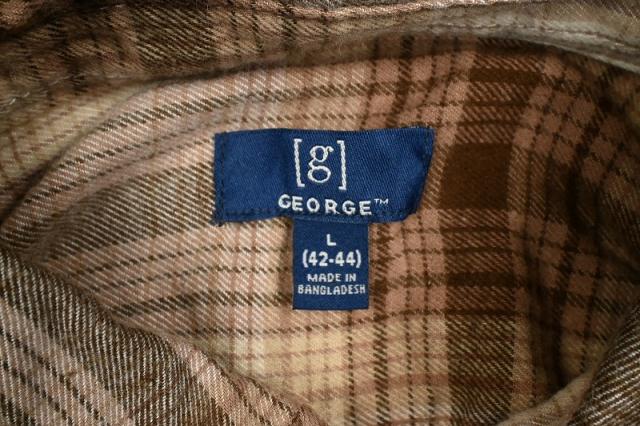 [g]
GEORGE™
L
(42-44)
MADE IN
BANGLADESH